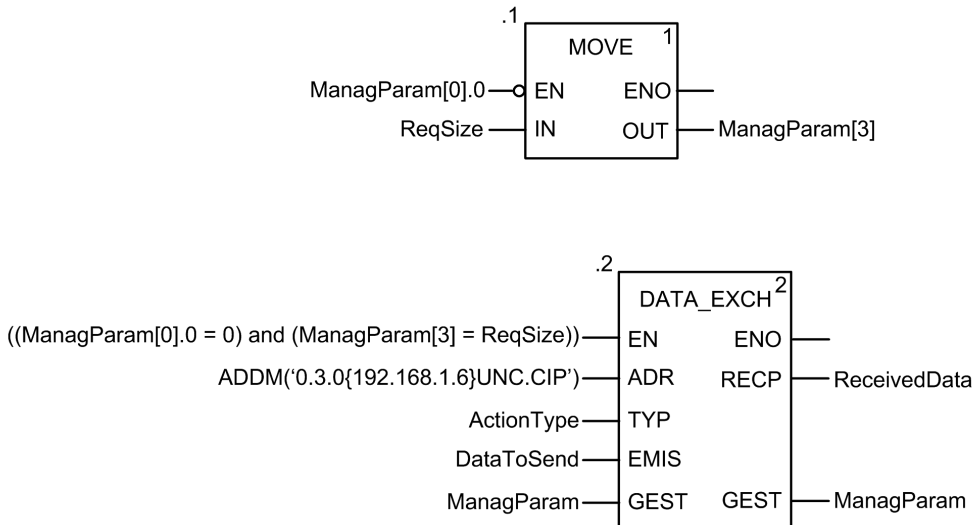 .1
MOVE 1
ManagParam[0].0 EN ENO
ReqSize IN OUT ManagParam[3]
.2
DATA_EXCH 2
((ManagParam[0].0 = 0) and (ManagParam[3] = ReqSize)) EN ENO
ADDM(‘0.3.0{192.168.1.6}UNC.CIP’) ADR RECP ReceivedData
ActionType TYP
DataToSend EMIS
ManagParam GEST GEST ManagParam